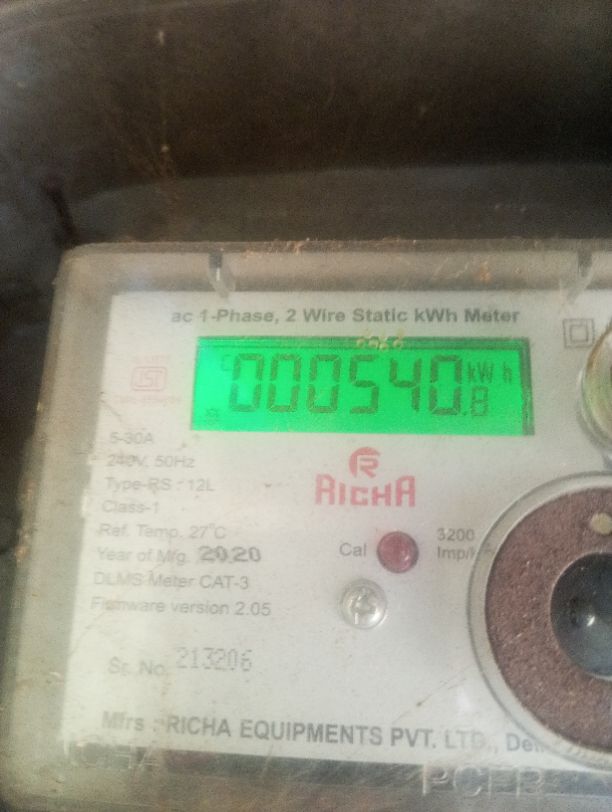 ac 1-Phase, 2 Wire Static kWh Meter
000540.8 kWh
ISI
5-30A
240V, 50Hz
Type-RS : 12L
Class-1
Ref. Temp. 27°C
Year of Mfg. 2020
DLMS Meter CAT-3
Firmware version 2.05
R
RICHA
Cal
3200
Imp/k
Sr. No. 213206
Mfrs : RICHA EQUIPMENTS PVT. LTD.,